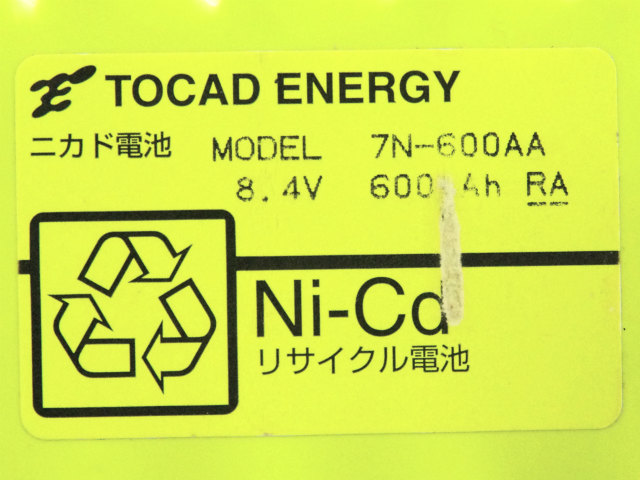 TOCAD ENERGY
ニカド電池 MODEL 7N-600AA
8.4V RA
Ni-Cd
リサイクル電池